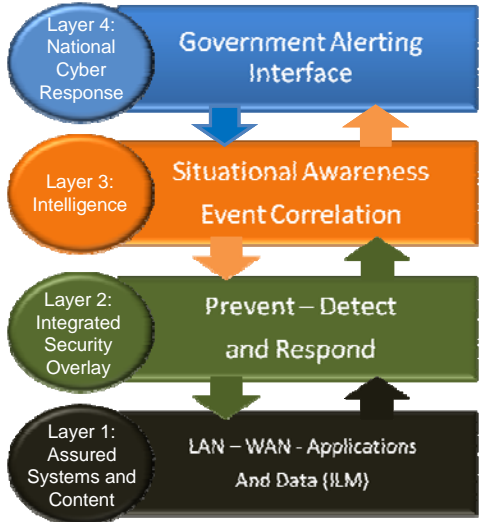 Layer 4:
National
Cyber
Response
Government Alerting
Interface
Layer 3:
Intelligence
Situational Awareness
Event Correlation
Layer 2:
Integrated
Security
Overlay
Prevent – Detect
and Respond
Layer 1:
Assured
Systems and
Content
LAN – WAN - Applications
And Data (ILM)